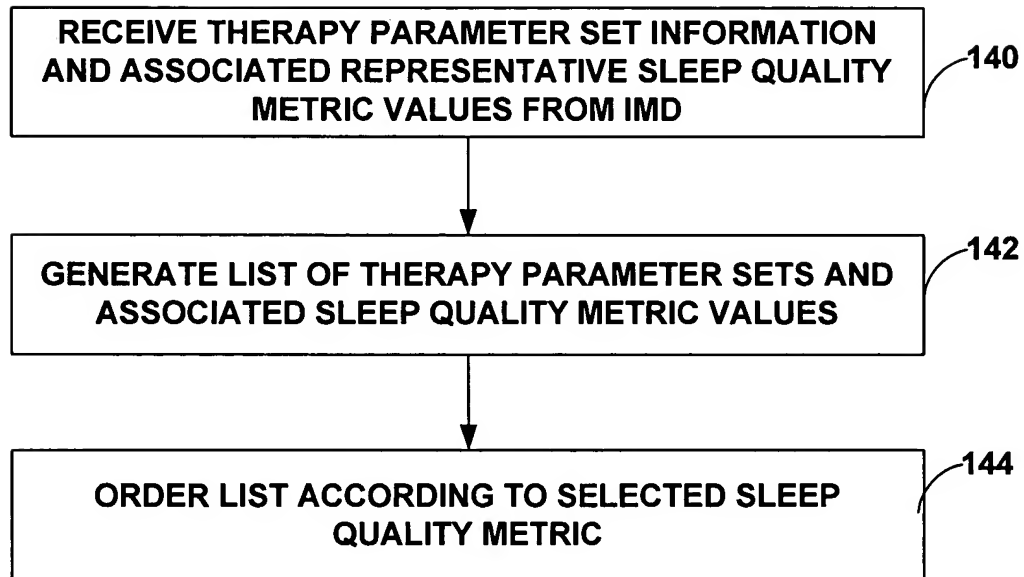 RECEIVE THERAPY PARAMETER SET INFORMATION
AND ASSOCIATED REPRESENTATIVE SLEEP QUALITY
METRIC VALUES FROM IMD
140
GENERATE LIST OF THERAPY PARAMETER SETS AND
ASSOCIATED SLEEP QUALITY METRIC VALUES
142
ORDER LIST ACCORDING TO SELECTED SLEEP
QUALITY METRIC
144